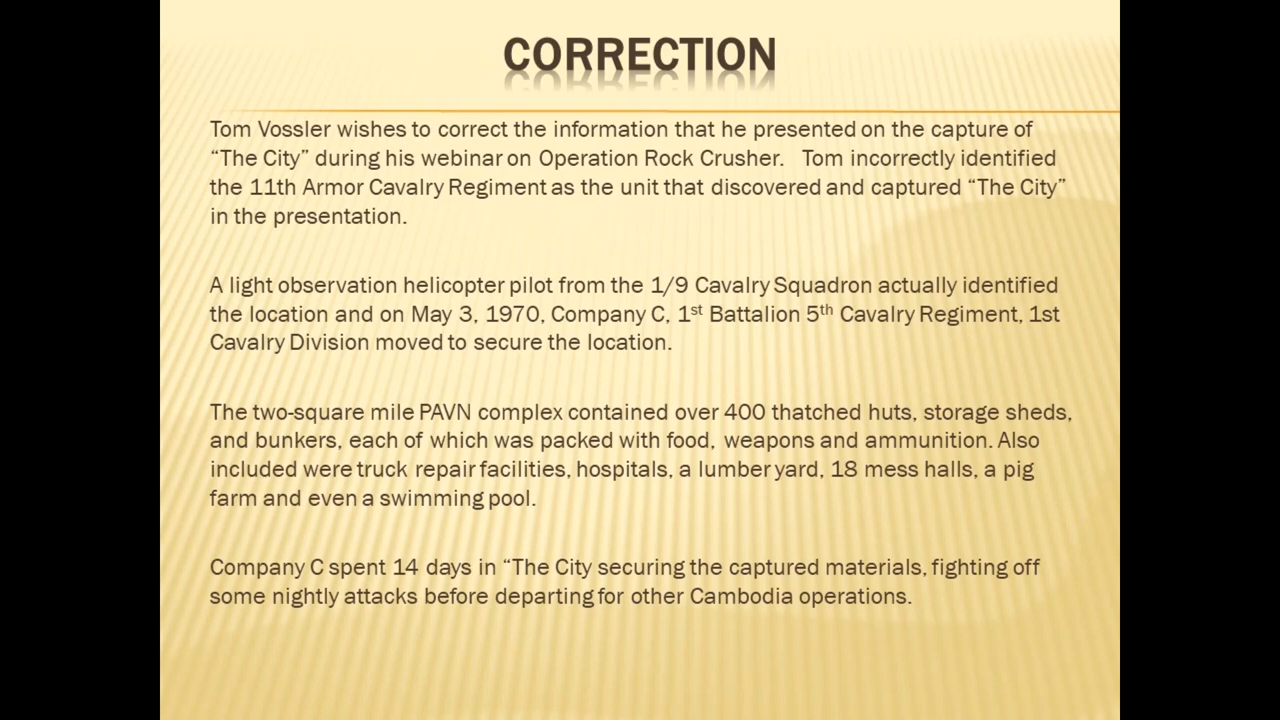 CORRECTION
Tom Vossler wishes to correct the information that he presented on the capture of
“The City” during his webinar on Operation Rock Crusher.   Tom incorrectly identified
the 11th Armor Cavalry Regiment as the unit that discovered and captured “The City”
in the presentation.
A light observation helicopter pilot from the 1/9 Cavalry Squadron actually identified
the location and on May 3, 1970, Company C, 1st Battalion 5th Cavalry Regiment, 1st
Cavalry Division moved to secure the location.
The two-square mile PAVN complex contained over 400 thatched huts, storage sheds,
and bunkers, each of which was packed with food, weapons and ammunition. Also
included were truck repair facilities, hospitals, a lumber yard, 18 mess halls, a pig
farm and even a swimming pool.
Company C spent 14 days in “The City securing the captured materials, fighting off
some nightly attacks before departing for other Cambodia operations.